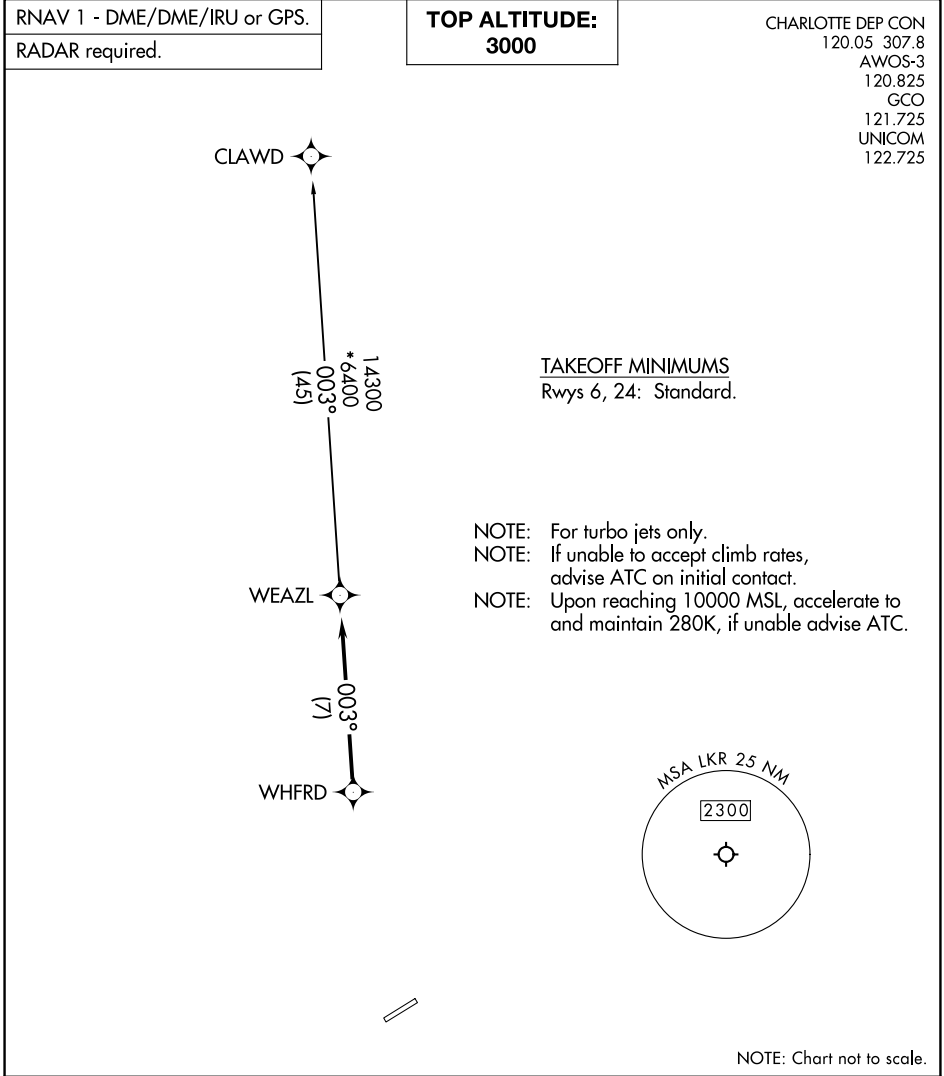 RNAV 1 - DME/DME/IRU or GPS.
RADAR required.
TOP ALTITUDE:
3000
CHARLOTTE DEP CON
120.05 307.8
AWOS-3
120.825
GCO
121.725
UNICOM
122.725
CLAWD
14300
*6400
003°
(45)
TAKEOFF MINIMUMS
Rwys 6, 24: Standard.
NOTE: For turbo jets only.
NOTE: If unable to accept climb rates,
advise ATC on initial contact.
NOTE: Upon reaching 10000 MSL, accelerate to
and maintain 280K, if unable advise ATC.
WEAZL
003°
(7)
WHFRD
MSA LKR 25 NM
2300
NOTE: Chart not to scale.